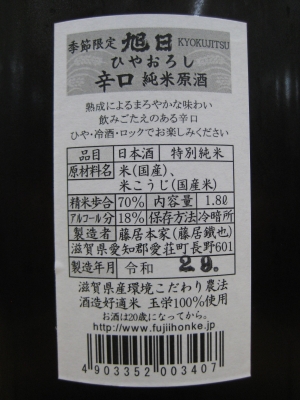 季節限定 旭日 KYOKUJITSU
ひやおろし
辛口 純米原酒
熟成によるまろやかな味わい
飲みごたえのある辛口
ひや・冷酒・ロックでお楽しみください
品目 日本酒 特別純米
原材料名 米(国産)、
米こうじ(国産米)
精米歩合 70% 内容量 1.8ℓ
アルコール分 18% 保存方法 冷暗所
製造者 藤居本家(藤居鐵也)
滋賀県愛知郡愛荘町長野601
製造年月 令和 2.9.
滋賀県産環境こだわり農法
酒造好適米 玉栄100%使用
お酒は20歳になってから。
http://www.fujiihonke.jp/
4 903352 003407